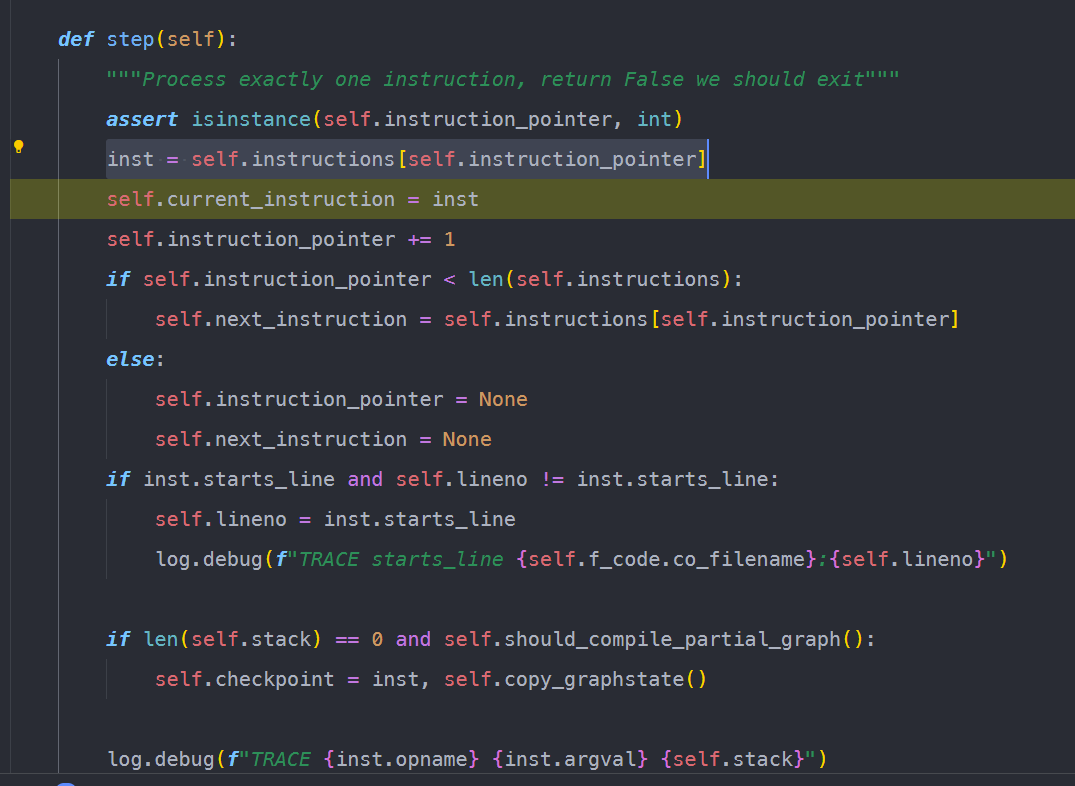 def step(self):
    """Process exactly one instruction, return False we should exit"""
    assert isinstance(self.instruction_pointer, int)
    inst = self.instructions[self.instruction_pointer]
    self.current_instruction = inst
    self.instruction_pointer += 1
    if self.instruction_pointer < len(self.instructions):
        self.next_instruction = self.instructions[self.instruction_pointer]
    else:
        self.instruction_pointer = None
        self.next_instruction = None
    if inst.starts_line and self.lineno != inst.starts_line:
        self.lineno = inst.starts_line
        log.debug(f"TRACE starts_line {self.f_code.co_filename}:{self.lineno}")

    if len(self.stack) == 0 and self.should_compile_partial_graph():
        self.checkpoint = inst, self.copy_graphstate()

    log.debug(f"TRACE {inst.opname} {inst.argval} {self.stack}")